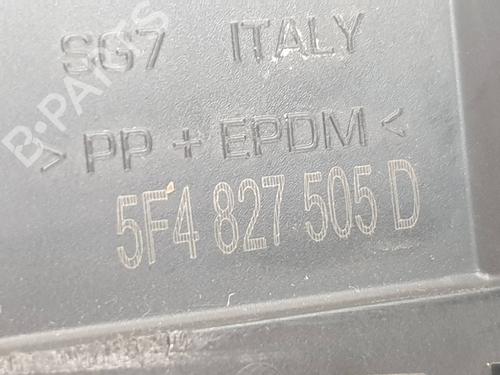 SG7 ITALY
> PP + EPDM <
5F4 827 505 D
B-PARTS